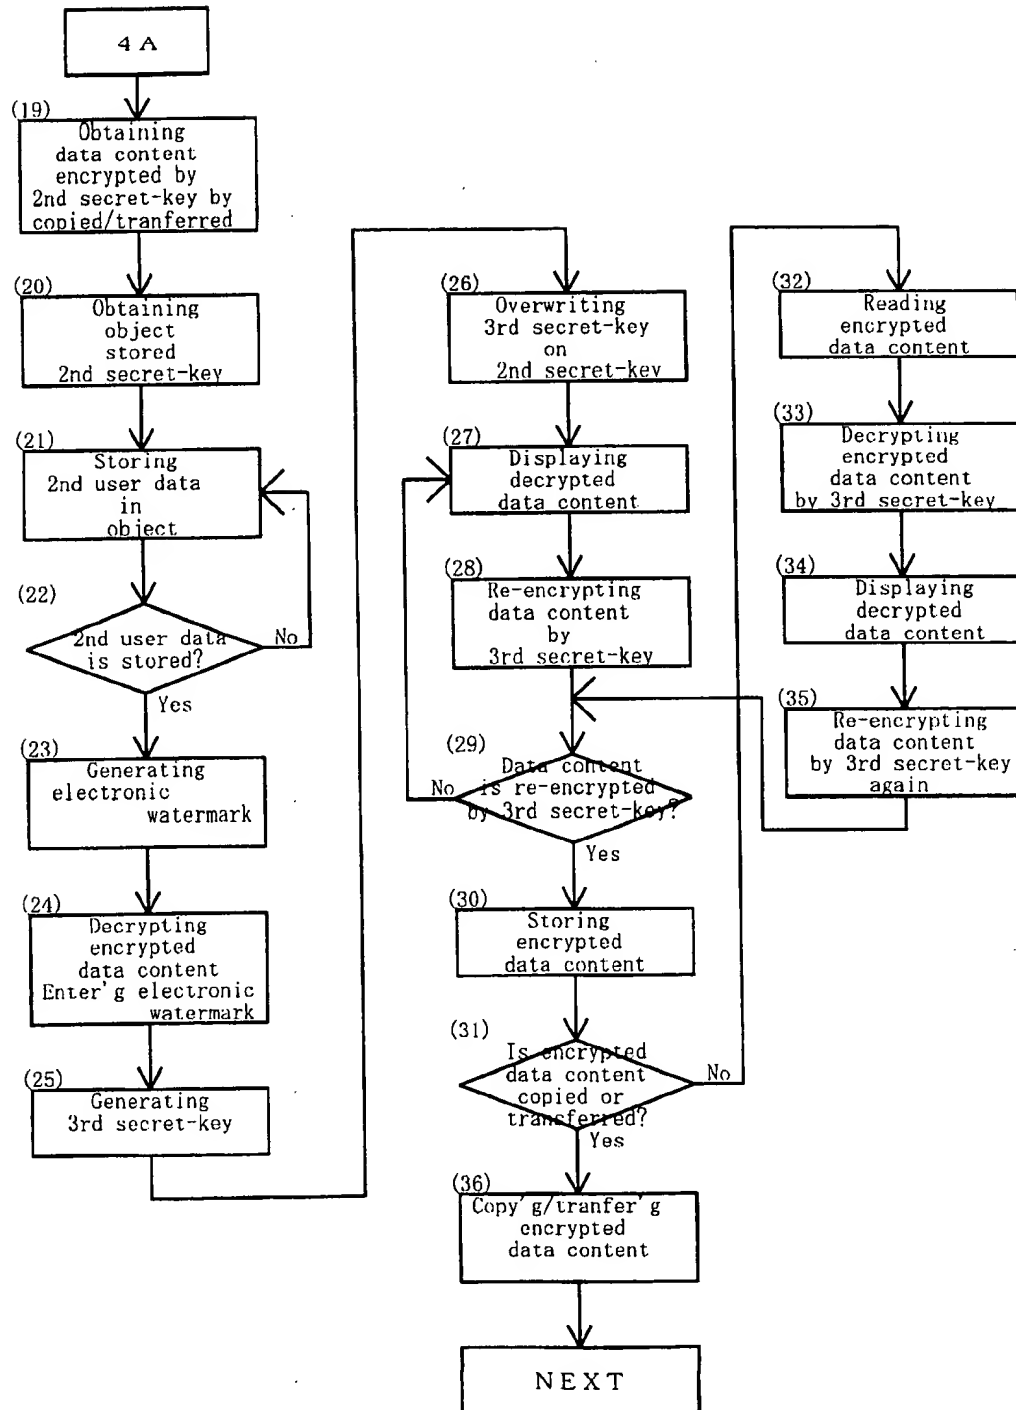 4A
(19)
Obtaining
data content
encrypted by
2nd secret-key by
copied/tranferred
(20)
Obtaining
object
stored
2nd secret-key
(21)
Storing
2nd user data
in
object
(22)
2nd user data
is stored?
No
Yes
(23)
Generating
electronic
watermark
(24)
Decrypting
encrypted
data content
Enter'g electronic
watermark
(25)
Generating
3rd secret-key
(26)
Overwriting
3rd secret-key
on
2nd secret-key
(27)
Displaying
decrypted
data content
(28)
Re-encrypting
data content
by
3rd secret-key
(29)
Data content
is re-encrypted
by 3rd secret-key?
No
Yes
(30)
Storing
encrypted
data content
(31)
Is encrypted
data content
copied or
transferred?
No
Yes
(32)
Reading
encrypted
data content
(33)
Decrypting
encrypted
data content
by 3rd secret-key
(34)
Displaying
decrypted
data content
(35)
Re-encrypting
data content
by 3rd secret-key
again
(36)
Copy'g/tranfer'g
encrypted
data content
NEXT